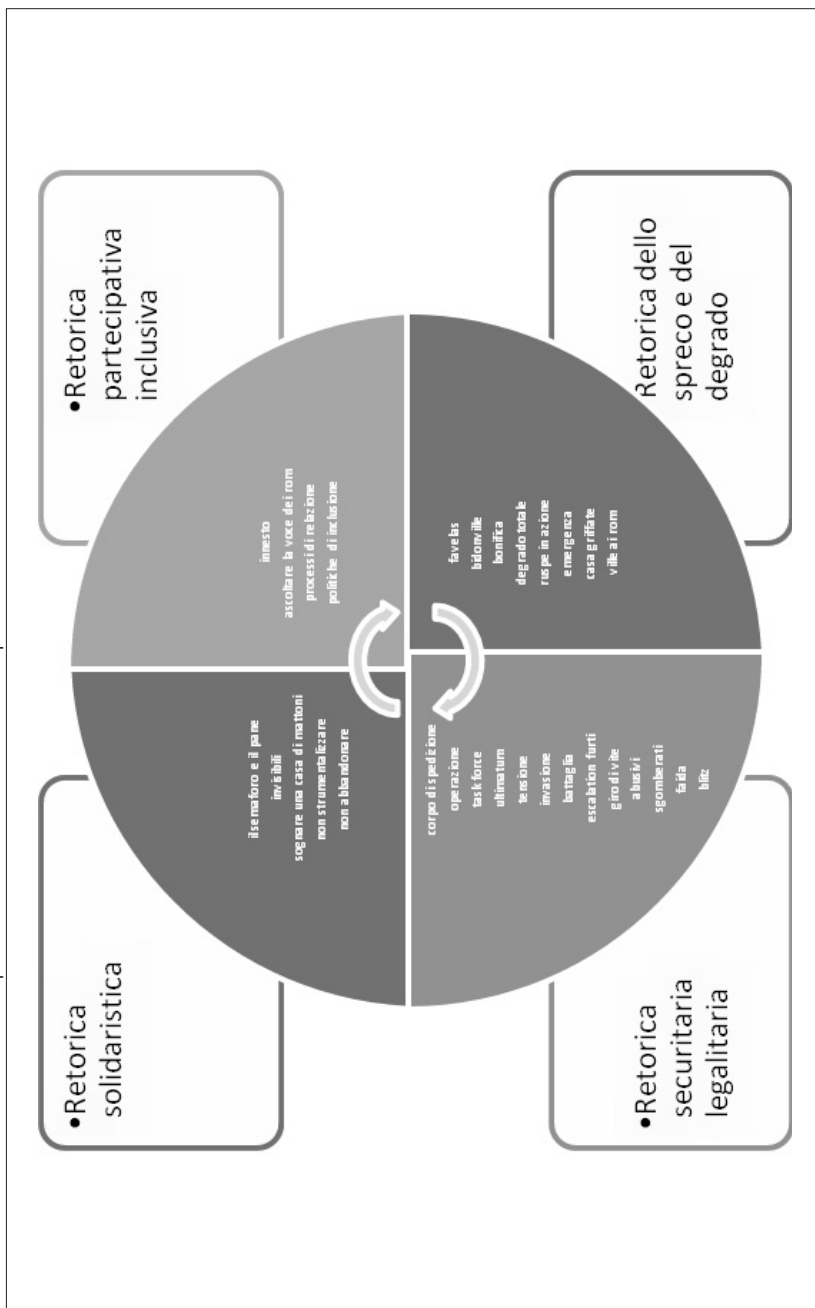 •Retorica
solidaristica
•Retorica
partecipativa
inclusiva
il semaforo e il pane
invisibili
sognare una casa di mattoni
non strumentalizzare
non abbandonare
innesto
ascoltare la voce dei rom
processi di relazione
politiche di inclusione
corpo di spedizione
operazione
task force
ultimatum
tensione
invasione
battaglia
escalation furti
giro di vite
abusivi
sgomberati
faida
blitz
favelas
bidonville
bonifica
degrado totale
ruspe in azione
emergenza
casa griffate
ville ai rom
•Retorica
securitaria
legalitaria
Retorica dello
spreco e del
degrado